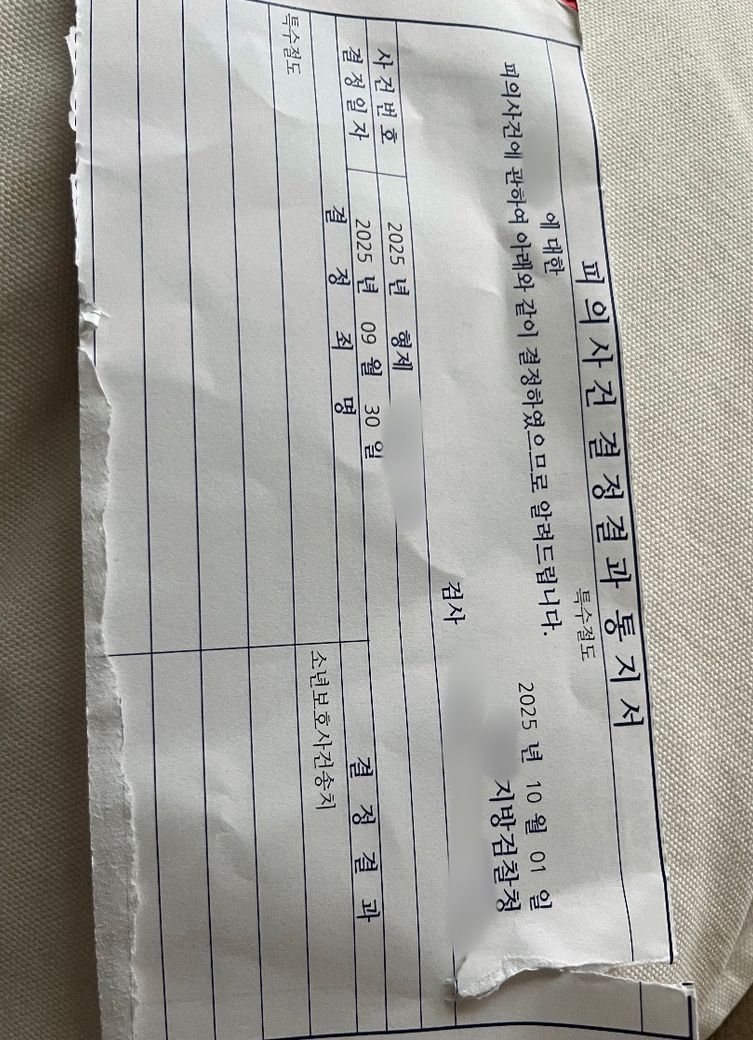 피의사건 결정결과 통지서
에 대한 특수절도
피의사건에 관하여 아래와 같이 결정하였으므로 알려드립니다.
2025 년 10 월 01 일
지방검찰청
검사
사건번호 2025 년 형제
결정일자 2025 년 09 월 30 일
결정죄명 결정결과
특수절도 소년보호사건송치